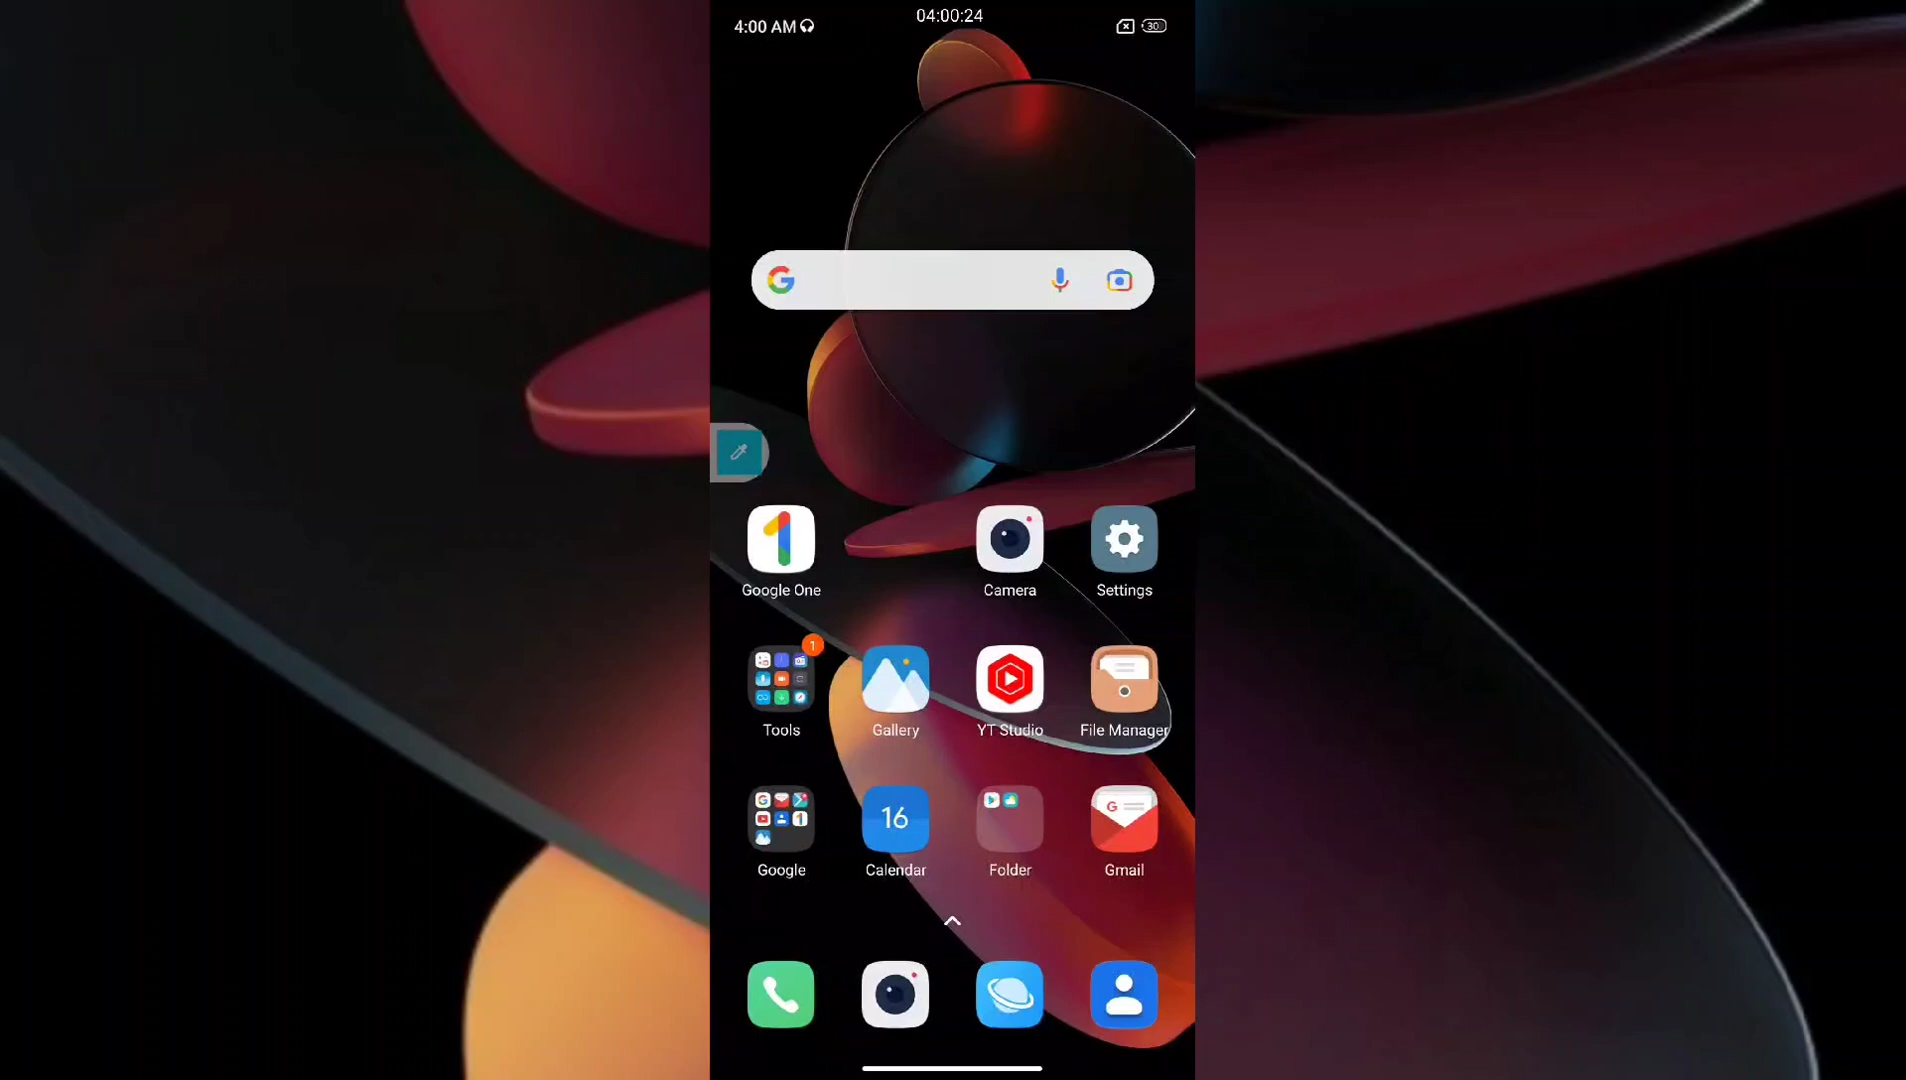 04:00:24
4:00 AM
30
Google One
Camera
Settings
1
Tools
Gallery
YT Studio
File Manager
16
Google
Calendar
Folder
Gmail